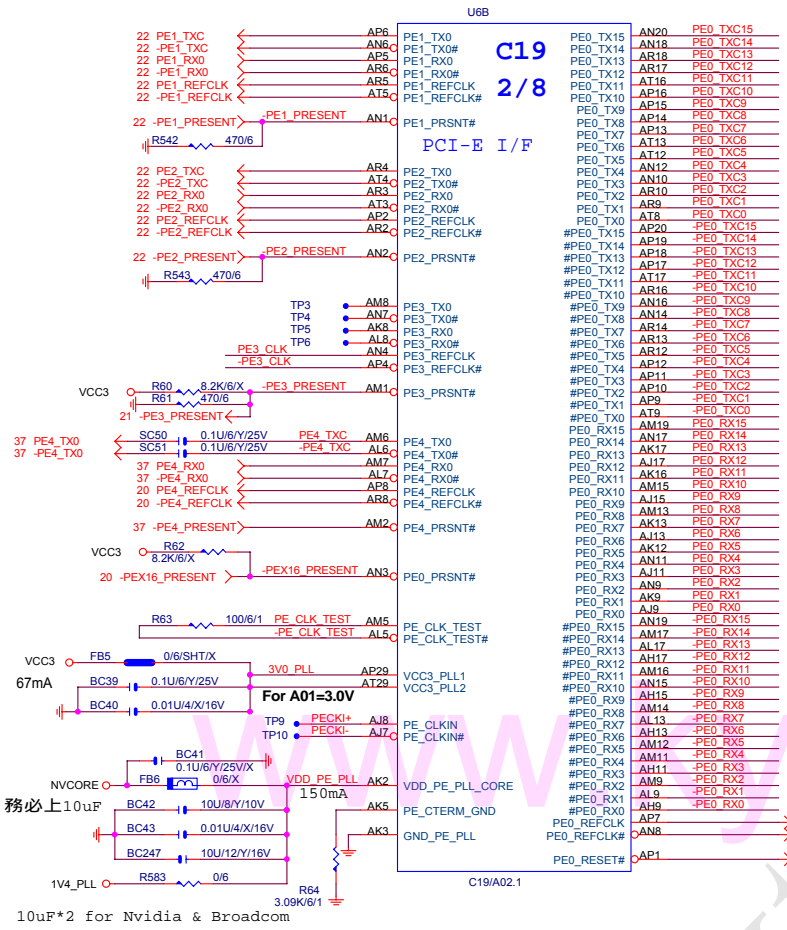 U6B
C19
2/8
PCI-E I/F
22 PE1_TXC AP6 PE1_TX0
22 -PE1_TXC AN6 PE1_TX0#
22 PE1_RX0 AP5 PE1_RX0
22 -PE1_RX0 AR6 PE1_RX0#
22 PE1_REFCLK AR5 PE1_REFCLK
22 -PE1_REFCLK AT5 PE1_REFCLK#
22 -PE1_PRESENT -PE1_PRESENT AN1 PE1_PRSNT#
R542 470/6
22 PE2_TXC AR4 PE2_TX0
22 -PE2_TXC AT4 PE2_TX0#
22 PE2_RX0 AR3 PE2_RX0
22 -PE2_RX0 AT3 PE2_RX0#
22 PE2_REFCLK AP2 PE2_REFCLK
22 -PE2_REFCLK AR2 PE2_REFCLK#
22 -PE2_PRESENT -PE2_PRESENT AN2 PE2_PRSNT#
R543 470/6
TP3 AM8 PE3_TX0
TP4 AN7 PE3_TX0#
TP5 AK8 PE3_RX0
TP6 AL8 PE3_RX0#
PE3_CLK AN4 PE3_REFCLK
-PE3_CLK AP4 PE3_REFCLK#
VCC3 R60 8.2K/6/X -PE3_PRESENT AM1 PE3_PRSNT#
R61 470/6
21 -PE3_PRESENT
37 PE4_TX0 SC50 0.1U/6/Y/25V PE4_TXC AM6 PE4_TX0
37 -PE4_TX0 SC51 0.1U/6/Y/25V -PE4_TXC AL6 PE4_TX0#
37 PE4_RX0 AM7 PE4_RX0
37 -PE4_RX0 AL7 PE4_RX0#
20 PE4_REFCLK AP8 PE4_REFCLK
20 -PE4_REFCLK AR8 PE4_REFCLK#
37 -PE4_PRESENT AM2 PE4_PRSNT#
VCC3 R62 8.2K/6/X
20 -PEX16_PRESENT -PEX16_PRESENT AN3 PE0_PRSNT#
R63 100/6/1 AM5 PE_CLK_TEST
-PE_CLK_TEST AL5 PE_CLK_TEST#
VCC3 FB5 0/6/SHT/X
67mA
3V0_PLL AP29 VCC3_PLL1
AT29 VCC3_PLL2
BC39 0.1U/6/Y/25V
BC40 0.01U/4/X/16V
For A01=3.0V
TP9 PECKI+ AJ8 PE_CLKIN
TP10 PECKI- AJ7 PE_CLKIN#
BC41
0.1U/6/Y/25V/X
NVCORE FB6 0/6/X VDD_PE_PLL AK2 VDD_PE_PLL_CORE
150mA
務必上10uF
BC42 10U/8/Y/10V AK5 PE_CTERM_GND
BC43 0.01U/4/X/16V AK3 GND_PE_PLL
BC247 10U/12/Y/16V
1V4_PLL R583 0/6
R64
3.09K/6/1
10uF*2 for Nvidia & Broadcom
PE0_TX15 AN20 PE0_TXC15
PE0_TX14 AN18 PE0_TXC14
PE0_TX13 AR18 PE0_TXC13
PE0_TX12 AR17 PE0_TXC12
PE0_TX11 AT16 PE0_TXC11
PE0_TX10 AP16 PE0_TXC10
PE0_TX9 AP15 PE0_TXC9
PE0_TX8 AP14 PE0_TXC8
PE0_TX7 AP13 PE0_TXC7
PE0_TX6 AT13 PE0_TXC6
PE0_TX5 AT12 PE0_TXC5
PE0_TX4 AN12 PE0_TXC4
PE0_TX3 AN10 PE0_TXC3
PE0_TX2 AR10 PE0_TXC2
PE0_TX1 AR9 PE0_TXC1
PE0_TX0 AT8 PE0_TXC0
#PE0_TX15 AP20 -PE0_TXC15
#PE0_TX14 AP19 -PE0_TXC14
#PE0_TX13 AP18 -PE0_TXC13
#PE0_TX12 AP17 -PE0_TXC12
#PE0_TX11 AT17 -PE0_TXC11
#PE0_TX10 AR16 -PE0_TXC10
#PE0_TX9 AN16 -PE0_TXC9
#PE0_TX8 AN14 -PE0_TXC8
#PE0_TX7 AR14 -PE0_TXC7
#PE0_TX6 AR13 -PE0_TXC6
#PE0_TX5 AR12 -PE0_TXC5
#PE0_TX4 AP12 -PE0_TXC4
#PE0_TX3 AP11 -PE0_TXC3
#PE0_TX2 AP10 -PE0_TXC2
#PE0_TX1 AP9 -PE0_TXC1
#PE0_TX0 AT9 -PE0_TXC0
PE0_RX15 AM19 PE0_RX15
PE0_RX14 AN17 PE0_RX14
PE0_RX13 AK17 PE0_RX13
PE0_RX12 AJ17 PE0_RX12
PE0_RX11 AK16 PE0_RX11
PE0_RX10 AM15 PE0_RX10
PE0_RX9 AJ15 PE0_RX9
PE0_RX8 AM13 PE0_RX8
PE0_RX7 AK13 PE0_RX7
PE0_RX6 AJ13 PE0_RX6
PE0_RX5 AK12 PE0_RX5
PE0_RX4 AN11 PE0_RX4
PE0_RX3 AJ11 PE0_RX3
PE0_RX2 AN9 PE0_RX2
PE0_RX1 AK9 PE0_RX1
PE0_RX0 AJ9 PE0_RX0
#PE0_RX15 AN19 -PE0_RX15
#PE0_RX14 AM17 -PE0_RX14
#PE0_RX13 AL17 -PE0_RX13
#PE0_RX12 AH17 -PE0_RX12
#PE0_RX11 AM16 -PE0_RX11
#PE0_RX10 AN15 -PE0_RX10
#PE0_RX9 AH15 -PE0_RX9
#PE0_RX8 AM14 -PE0_RX8
#PE0_RX7 AL13 -PE0_RX7
#PE0_RX6 AH13 -PE0_RX6
#PE0_RX5 AM12 -PE0_RX5
#PE0_RX4 AM11 -PE0_RX4
#PE0_RX3 AH11 -PE0_RX3
#PE0_RX2 AM9 -PE0_RX2
#PE0_RX1 AL9 -PE0_RX1
#PE0_RX0 AH9 -PE0_RX0
PE0_REFCLK AP7
PE0_REFCLK# AN8
PE0_RESET# AP1
C19/A02.1
www.ky